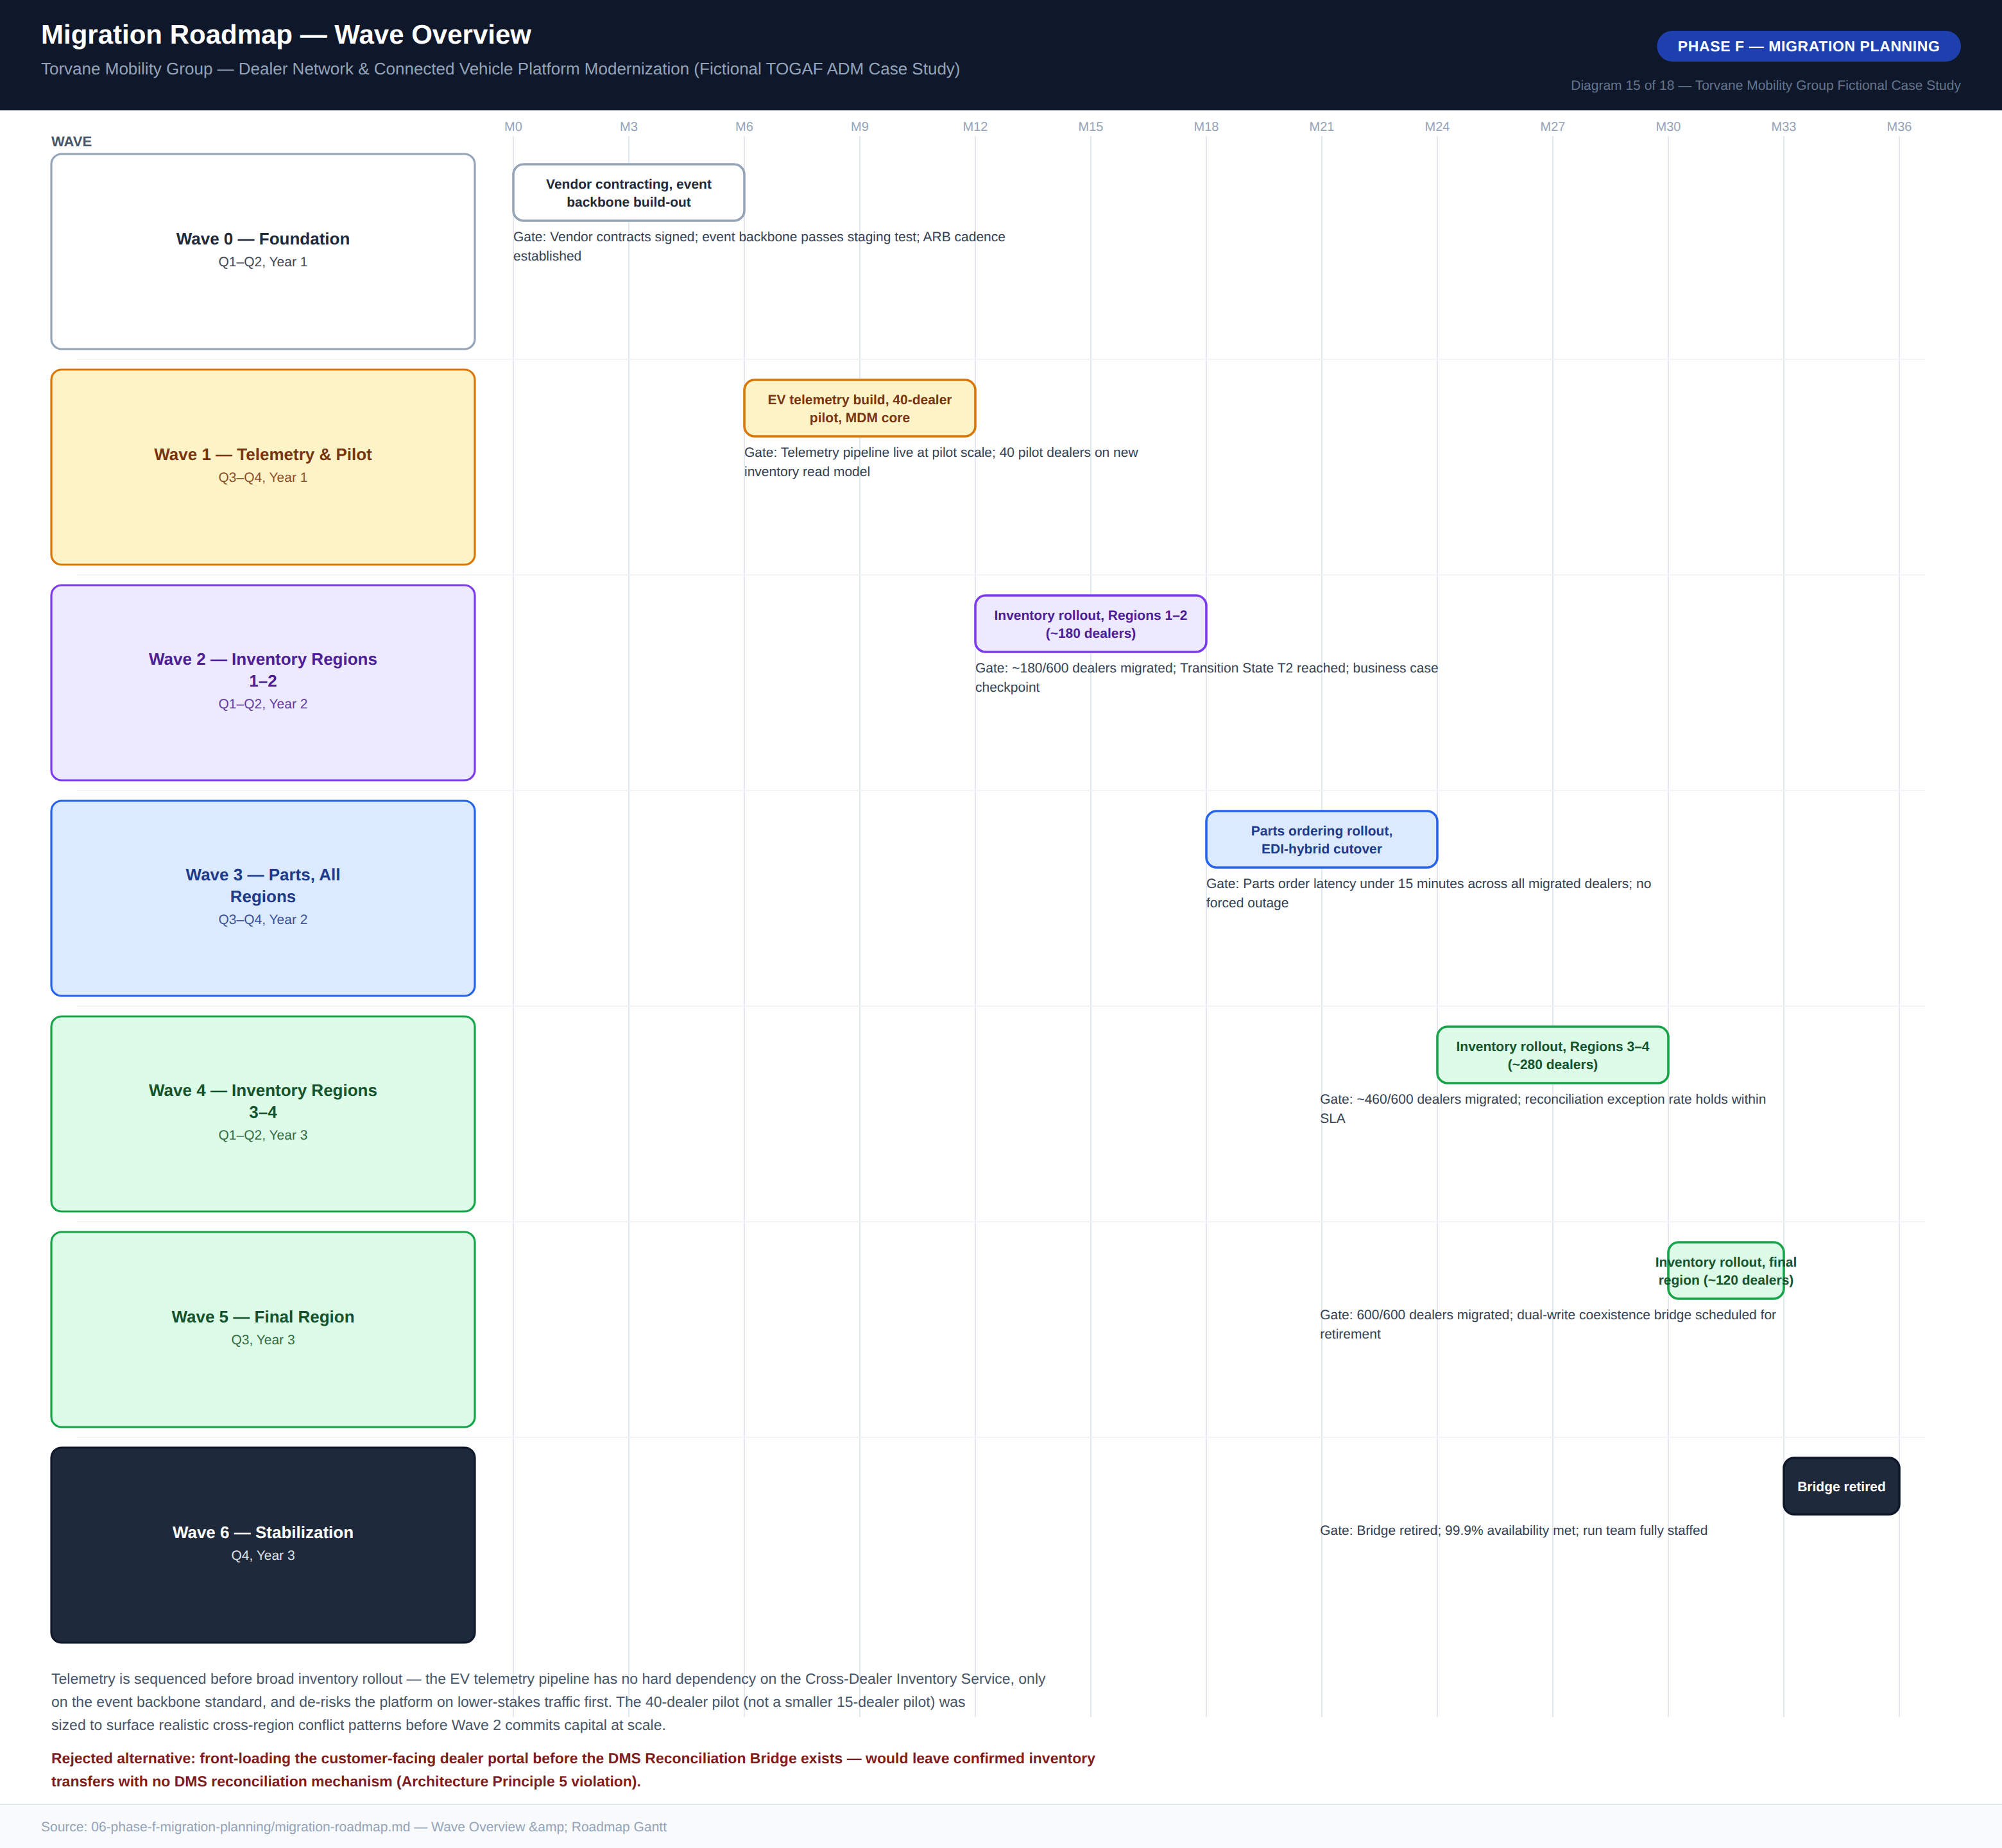 Migration Roadmap — Wave Overview
Torvane Mobility Group — Dealer Network & Connected Vehicle Platform Modernization (Fictional TOGAF ADM Case Study)
PHASE F — MIGRATION PLANNING
Diagram 15 of 18 — Torvane Mobility Group Fictional Case Study
WAVE
M0 M3 M6 M9 M12 M15 M18 M21 M24 M27 M30 M33 M36
Wave 0 — Foundation
Q1–Q2, Year 1
Vendor contracting, event
backbone build-out
Gate: Vendor contracts signed; event backbone passes staging test; ARB cadence
established
Wave 1 — Telemetry & Pilot
Q3–Q4, Year 1
EV telemetry build, 40-dealer
pilot, MDM core
Gate: Telemetry pipeline live at pilot scale; 40 pilot dealers on new
inventory read model
Wave 2 — Inventory Regions
1–2
Q1–Q2, Year 2
Inventory rollout, Regions 1–2
(~180 dealers)
Gate: ~180/600 dealers migrated; Transition State T2 reached; business case
checkpoint
Wave 3 — Parts, All
Regions
Q3–Q4, Year 2
Parts ordering rollout,
EDI-hybrid cutover
Gate: Parts order latency under 15 minutes across all migrated dealers; no
forced outage
Wave 4 — Inventory Regions
3–4
Q1–Q2, Year 3
Inventory rollout, Regions 3–4
(~280 dealers)
Gate: ~460/600 dealers migrated; reconciliation exception rate holds within
SLA
Wave 5 — Final Region
Q3, Year 3
Inventory rollout, final
region (~120 dealers)
Gate: 600/600 dealers migrated; dual-write coexistence bridge scheduled for
retirement
Wave 6 — Stabilization
Q4, Year 3
Bridge retired
Gate: Bridge retired; 99.9% availability met; run team fully staffed
Telemetry is sequenced before broad inventory rollout — the EV telemetry pipeline has no hard dependency on the Cross-Dealer Inventory Service, only
on the event backbone standard, and de-risks the platform on lower-stakes traffic first. The 40-dealer pilot (not a smaller 15-dealer pilot) was
sized to surface realistic cross-region conflict patterns before Wave 2 commits capital at scale.
Rejected alternative: front-loading the customer-facing dealer portal before the DMS Reconciliation Bridge exists — would leave confirmed inventory
transfers with no DMS reconciliation mechanism (Architecture Principle 5 violation).
Source: 06-phase-f-migration-planning/migration-roadmap.md — Wave Overview &amp; Roadmap Gantt